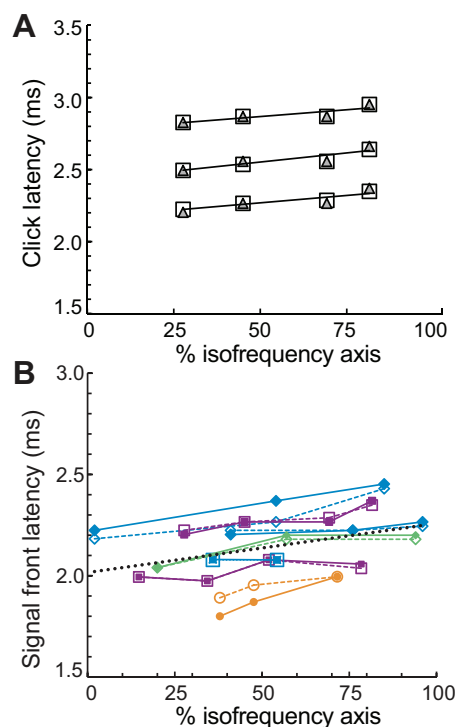 A
Click latency (ms)
3.5
3.0
2.5
2.0
1.5
0 25 50 75 100
% isofrequency axis
B
Signal front latency (ms)
3.0
2.5
2.0
1.5
0 25 50 75 100
% isofrequency axis